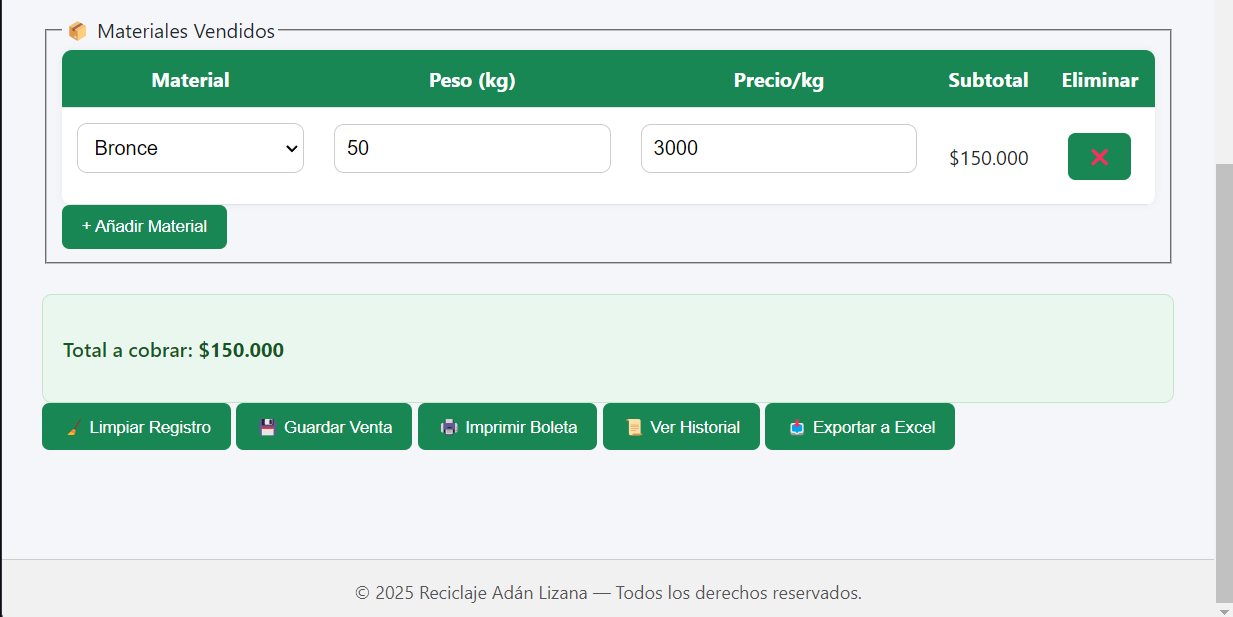 Materiales Vendidos
Material Peso (kg) Precio/kg Subtotal Eliminar
Bronce 50 3000 $150.000
+ Añadir Material
Total a cobrar: $150.000
Limpiar Registro Guardar Venta Imprimir Boleta Ver Historial Exportar a Excel
© 2025 Reciclaje Adán Lizana — Todos los derechos reservados.